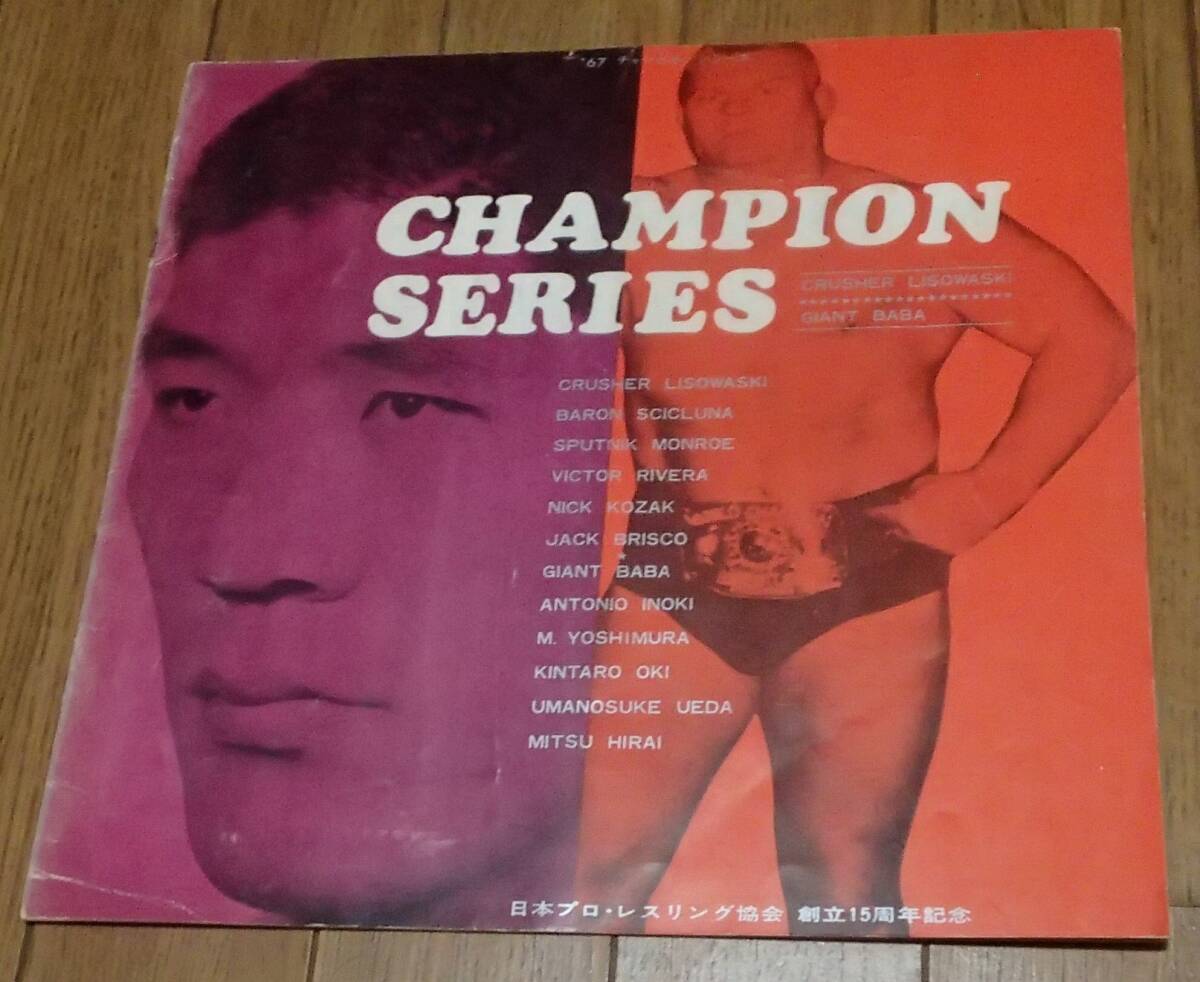 '67 チャ
CHAMPION
SERIES
CRUSHER LISOWASKI
GIANT BABA
CRUSHER LISOWASKI
BARON SCICLUNA
SPUTNIK MONROE
VICTOR RIVERA
NICK KOZAK
JACK BRISCO
★
GIANT BABA
ANTONIO INOKI
M. YOSHIMURA
KINTARO OKI
UMANOSUKE UEDA
MITSU HIRAI
日本プロ・レスリング協会 創立15周年記念